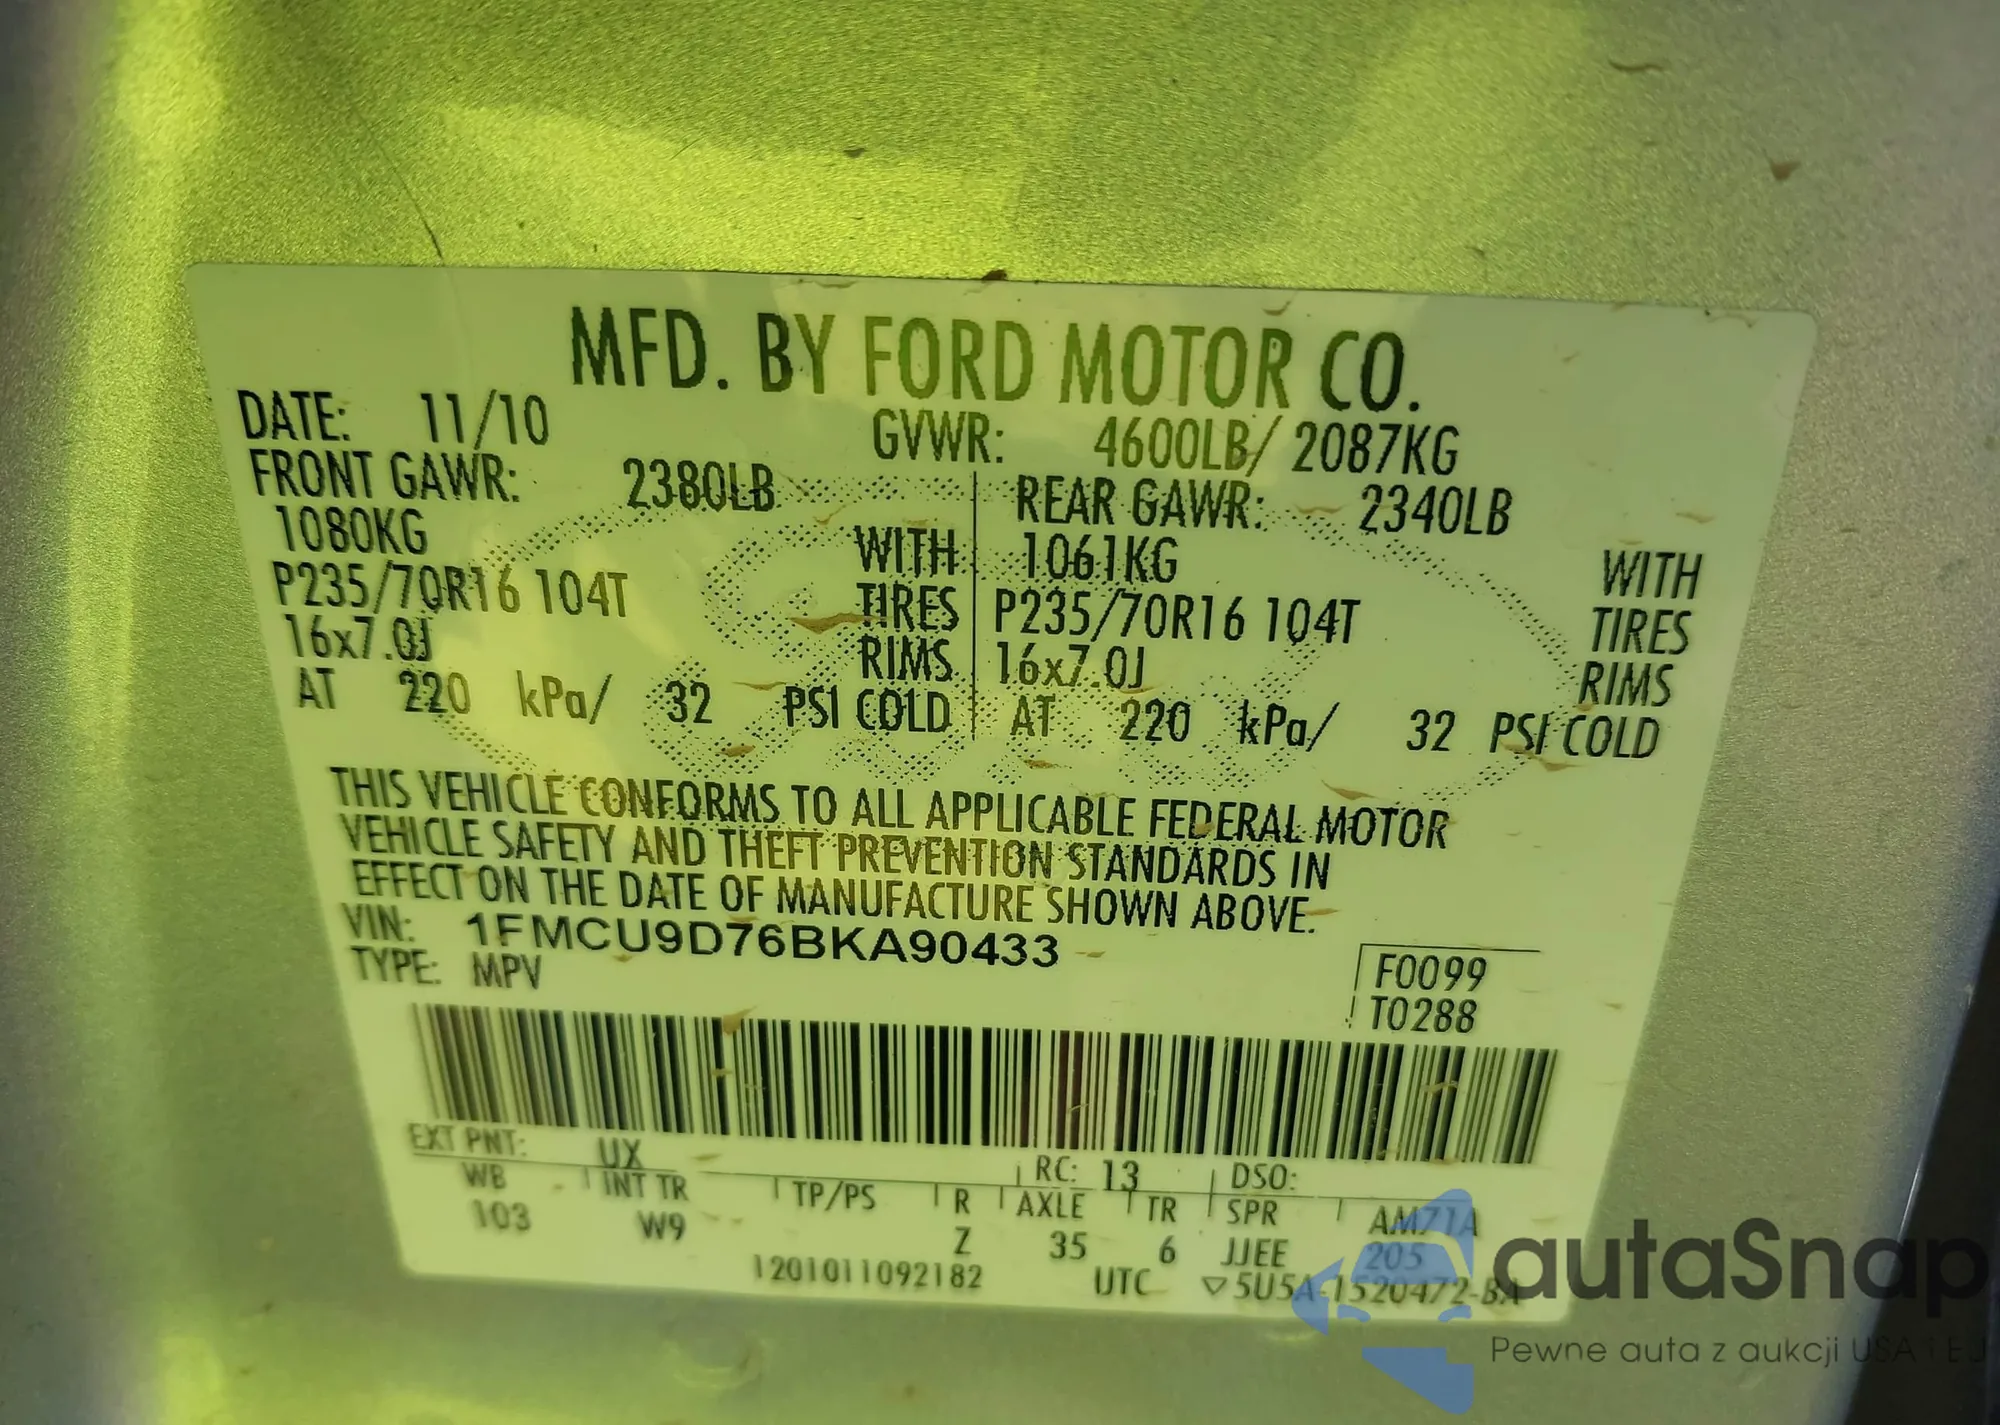 MFD. BY FORD MOTOR CO.
DATE: 11/10 GVWR: 4600LB/ 2087KG
FRONT GAWR: 2380LB REAR GAWR: 2340LB
1080KG WITH 1061KG WITH
P235/70R16 104T TIRES P235/70R16 104T TIRES
16x7.0J RIMS 16x7.0J RIMS
AT 220 kPa/ 32 PSI COLD AT 220 kPa/ 32 PSI COLD
THIS VEHICLE CONFORMS TO ALL APPLICABLE FEDERAL MOTOR
VEHICLE SAFETY AND THEFT PREVENTION STANDARDS IN
EFFECT ON THE DATE OF MANUFACTURE SHOWN ABOVE.
VIN: 1FMCU9D76BKA90433
TYPE: MPV
F0099
T0288
EXT PNT: UX RC: 13 DSO:
WB INT TR TP/PS R AXLE TR SPR AM71A
103 W9 Z 35 6 JJEE 205
1201011092182 UTC ▽5U5A-1520472-BA
autaSnap
Pewne auta z aukcji USA i EU